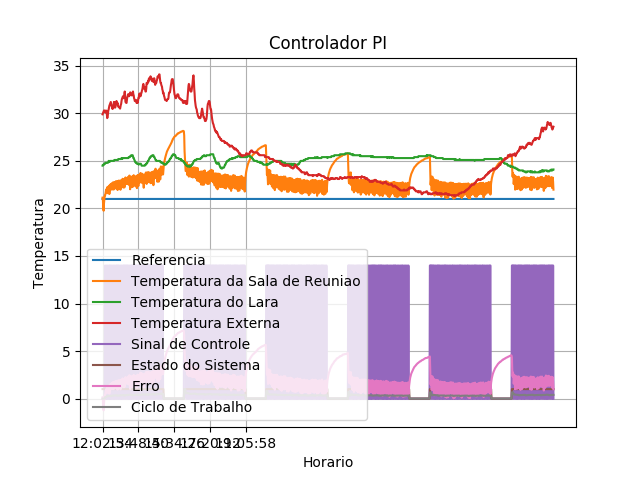 Controlador PI
35
30
25
20
15
10
5
0
Temperatura
Referencia
Temperatura da Sala de Reuniao
Temperatura do Lara
Temperatura Externa
Sinal de Controle
Estado do Sistema
Erro
Ciclo de Trabalho
Horario